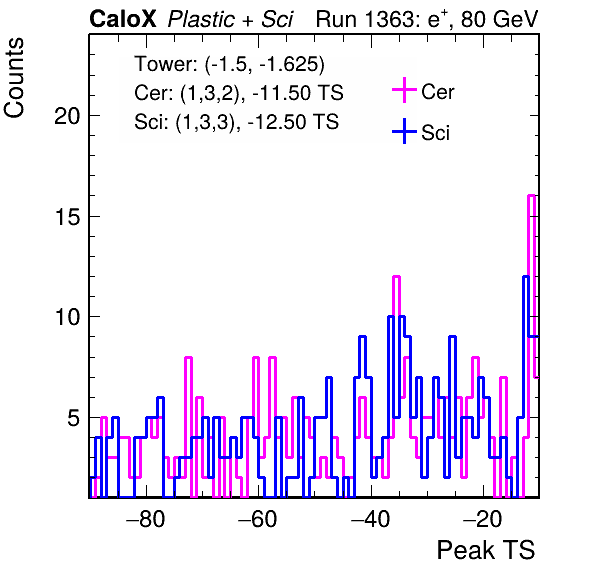 CaloX Plastic + Sci Run 1363: e+, 80 GeV
Tower: (-1.5, -1.625)
Cer: (1,3,2), -11.50 TS
Sci: (1,3,3), -12.50 TS
Cer
Sci
Counts
20
15
10
5
−80 −60 −40 −20
Peak TS